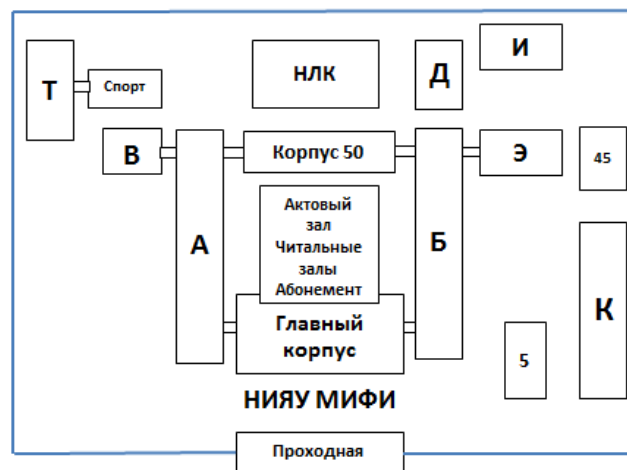 И
Т
Спорт
НЛК
Д
В
Корпус 50
Э
45
А
Актовый
зал
Читальные
залы
Абонемент
Б
К
Главный
корпус
5
НИЯУ МИФИ
Проходная